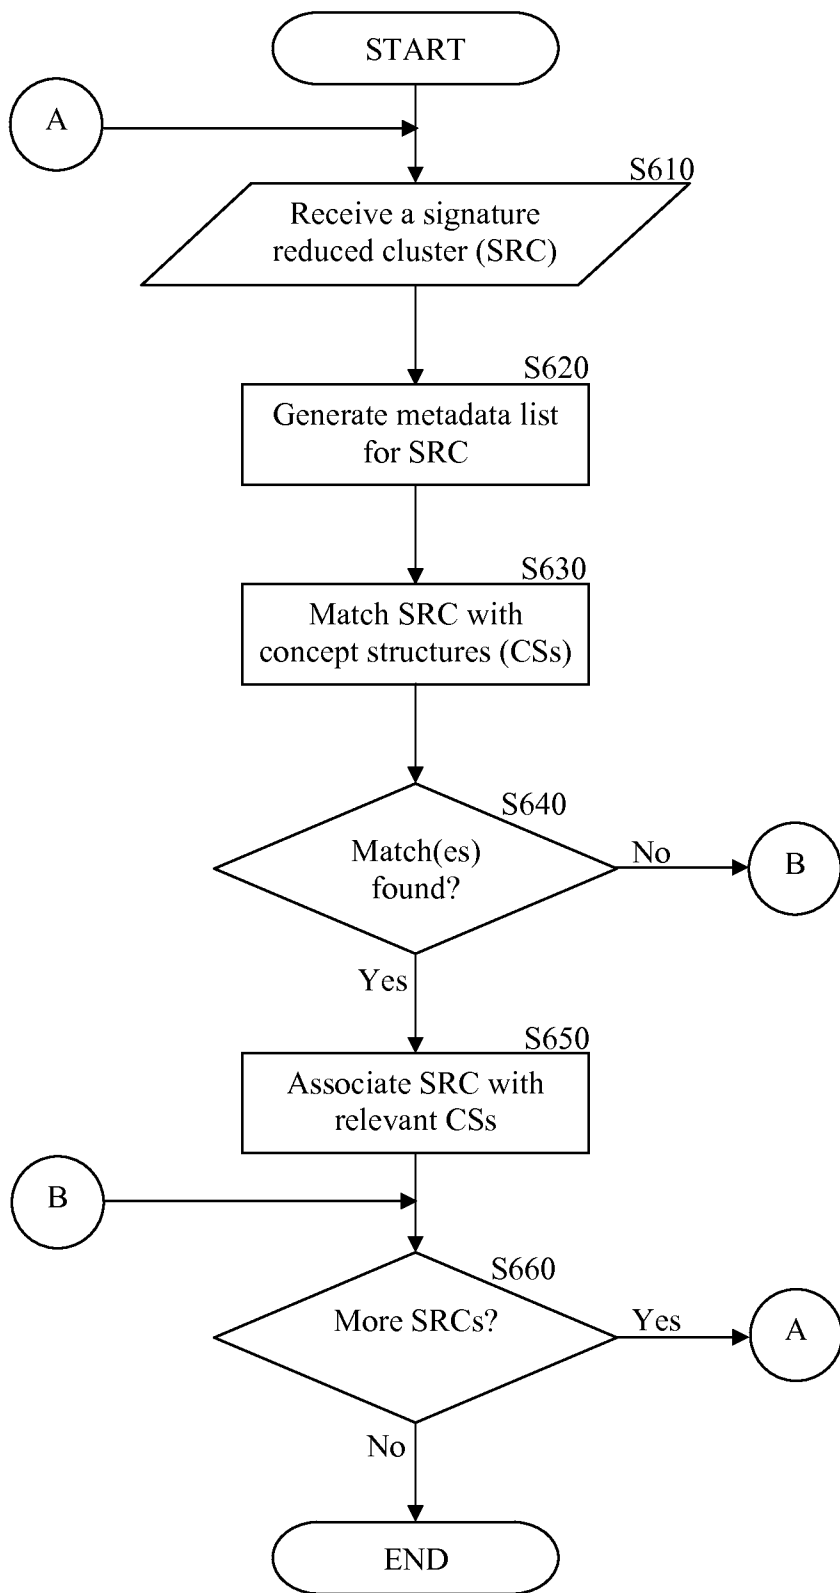 START
A
S610
Receive a signature
reduced cluster (SRC)
S620
Generate metadata list
for SRC
S630
Match SRC with
concept structures (CSs)
S640
Match(es)
found?
No
B
Yes
S650
Associate SRC with
relevant CSs
B
S660
More SRCs?
Yes
A
No
END